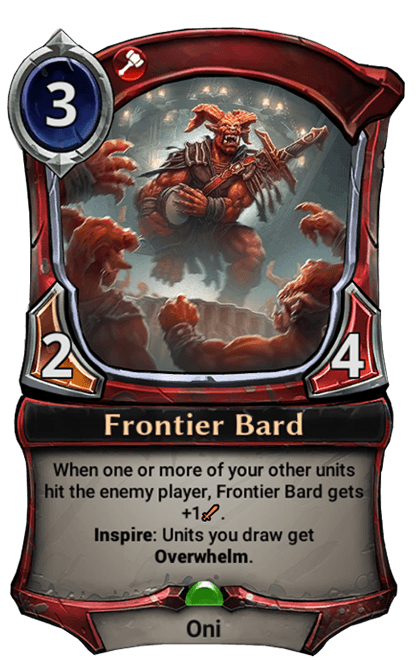 3
2
4
Frontier Bard
When one or more of your other units
hit the enemy player, Frontier Bard gets
+1.
Inspire: Units you draw get
Overwhelm.
Oni